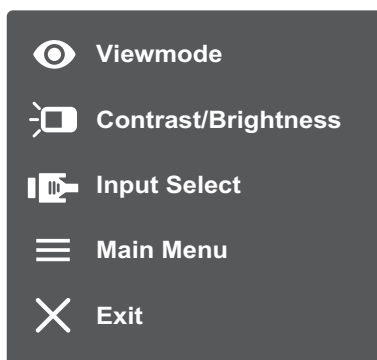 Viewmode
Contrast/Brightness
Input Select
Main Menu
Exit